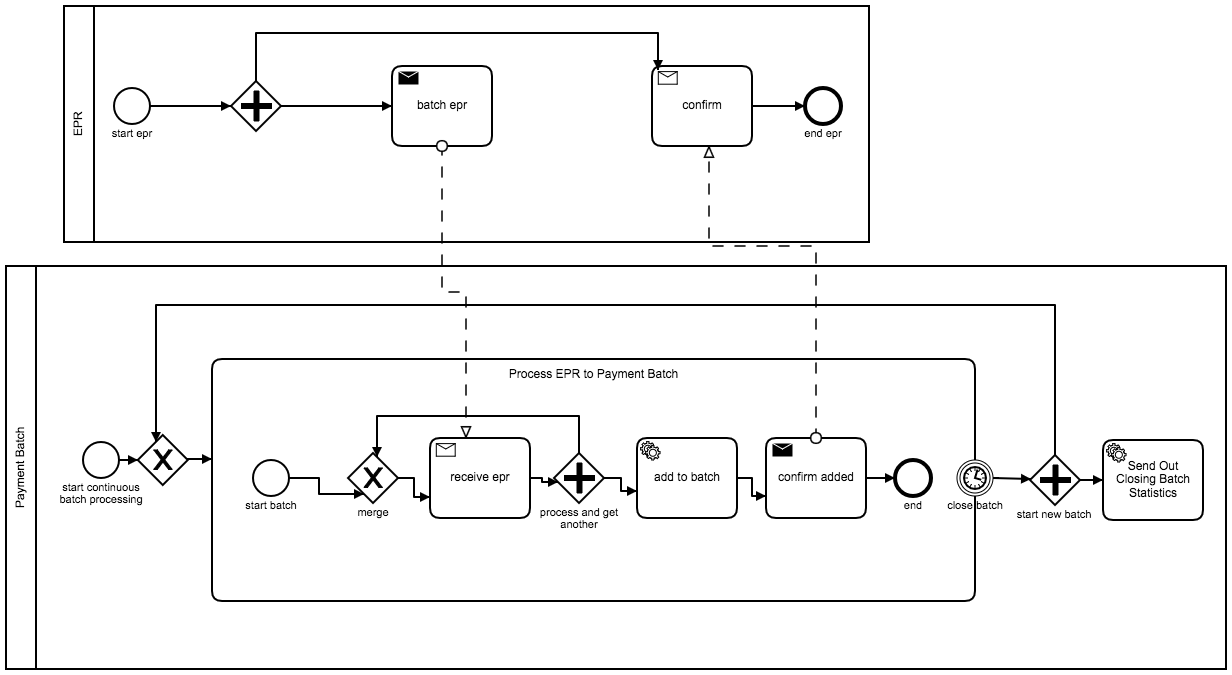 EPR
start epr
batch epr
confirm
end epr
Payment Batch
Process EPR to Payment Batch
start continuous
batch processing
start batch
merge
receive epr
process and get
another
add to batch
confirm added
end
close batch
start new batch
Send Out
Closing Batch
Statistics